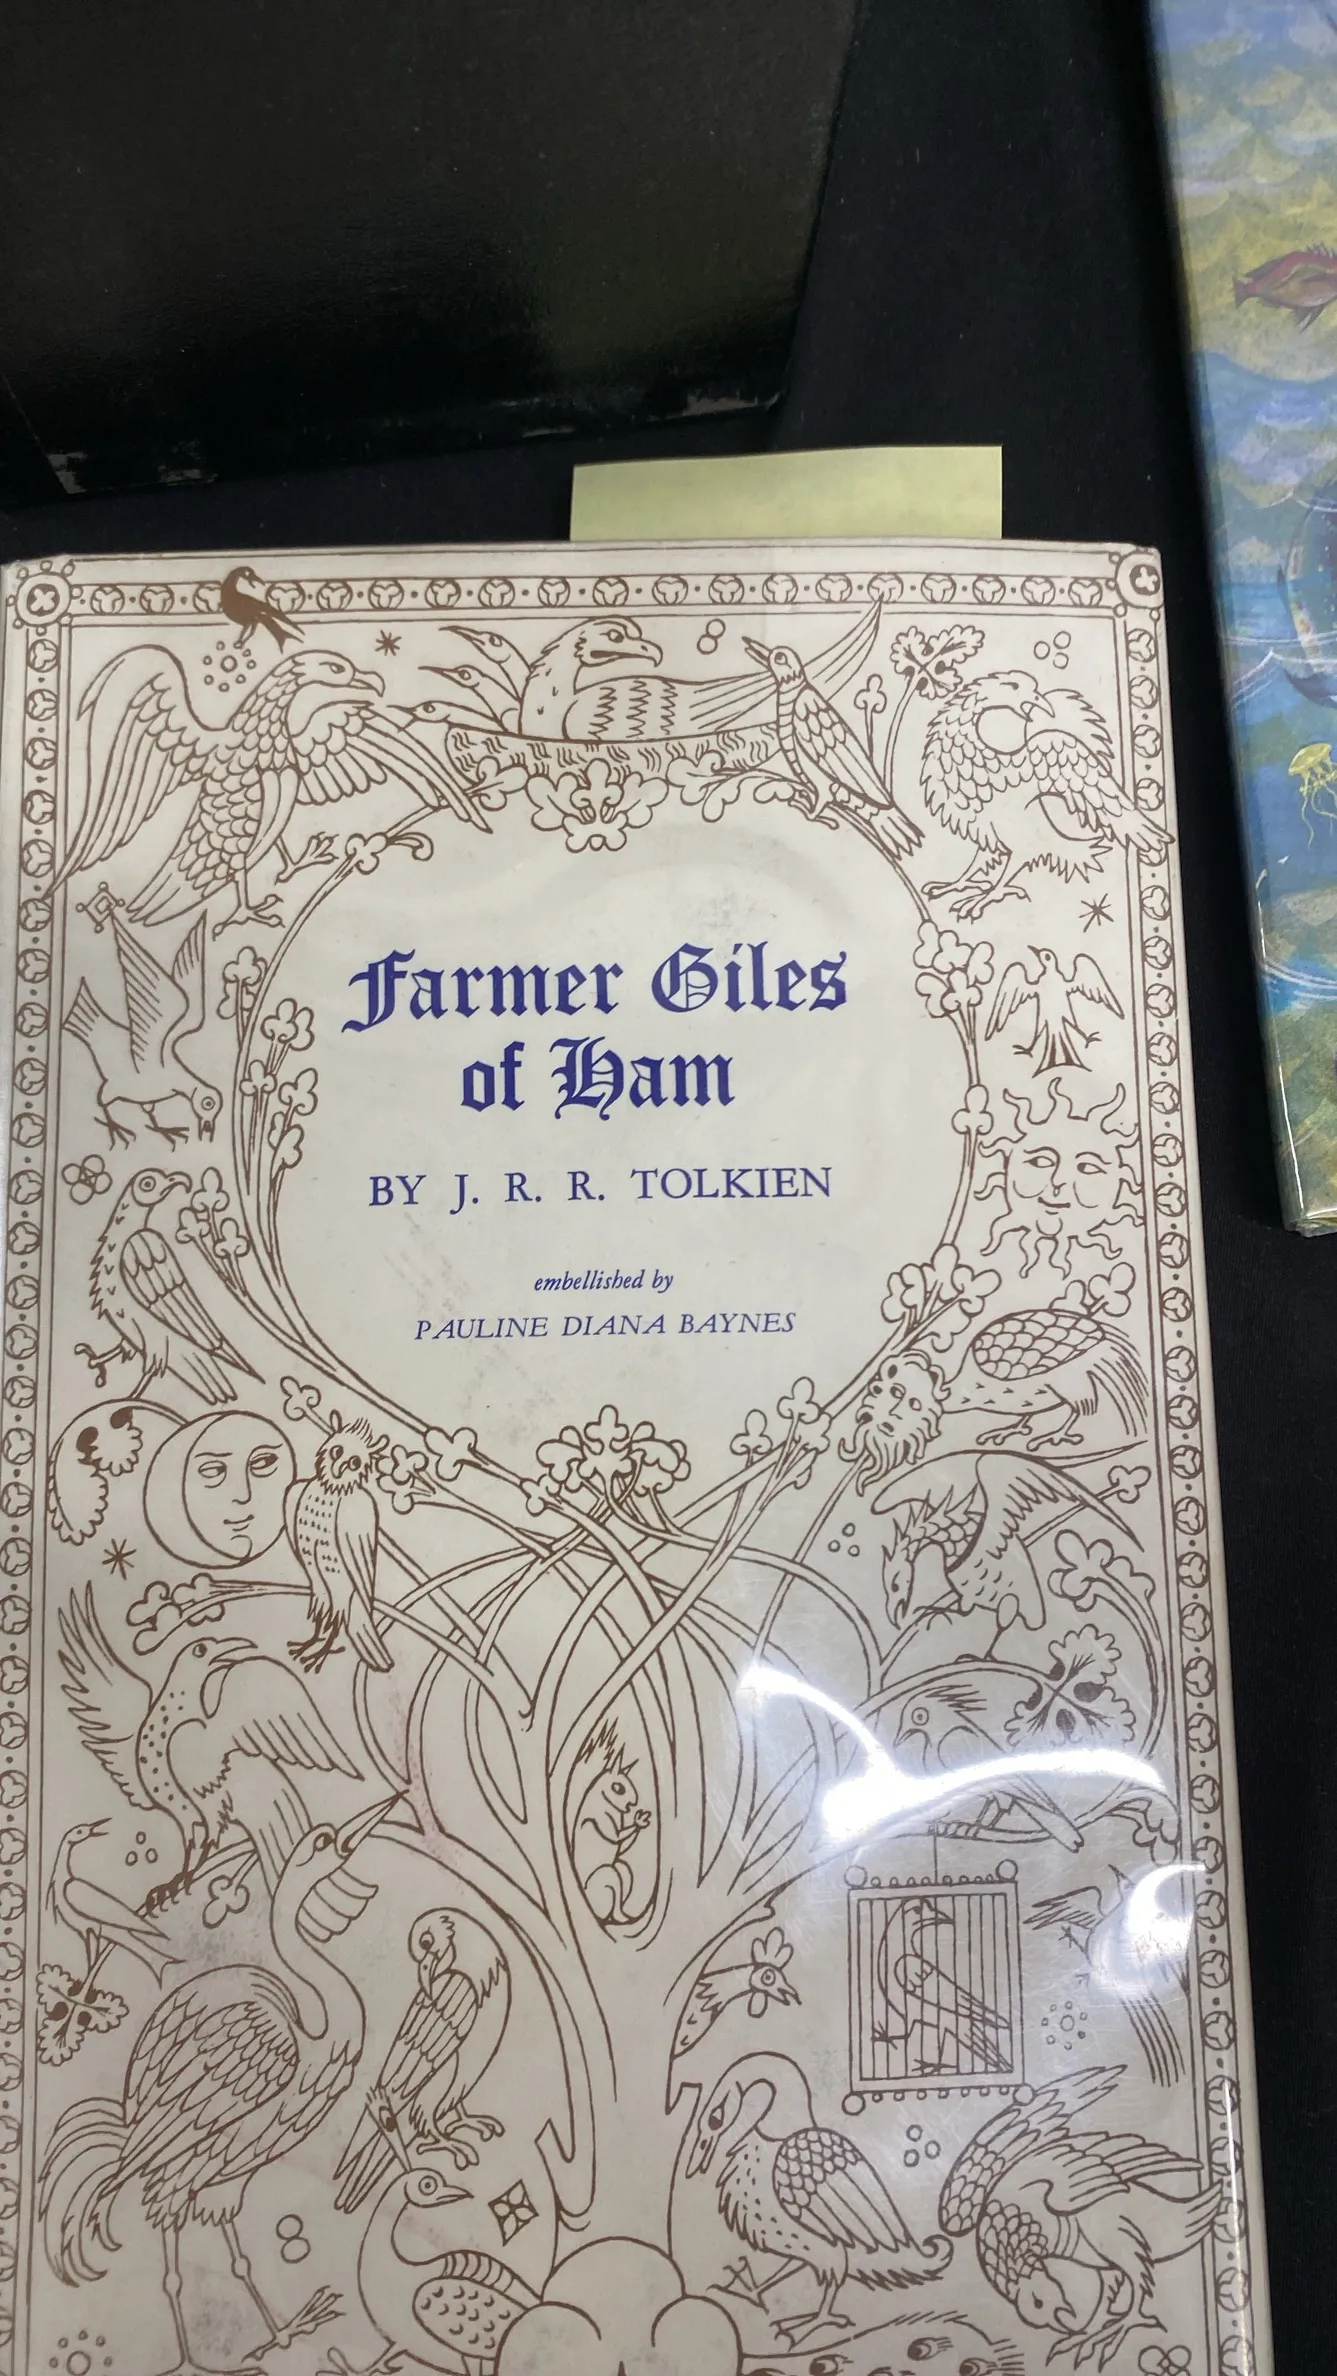 Farmer Giles
of Ham
BY J. R. R. TOLKIEN
embellished by
PAULINE DIANA BAYNES